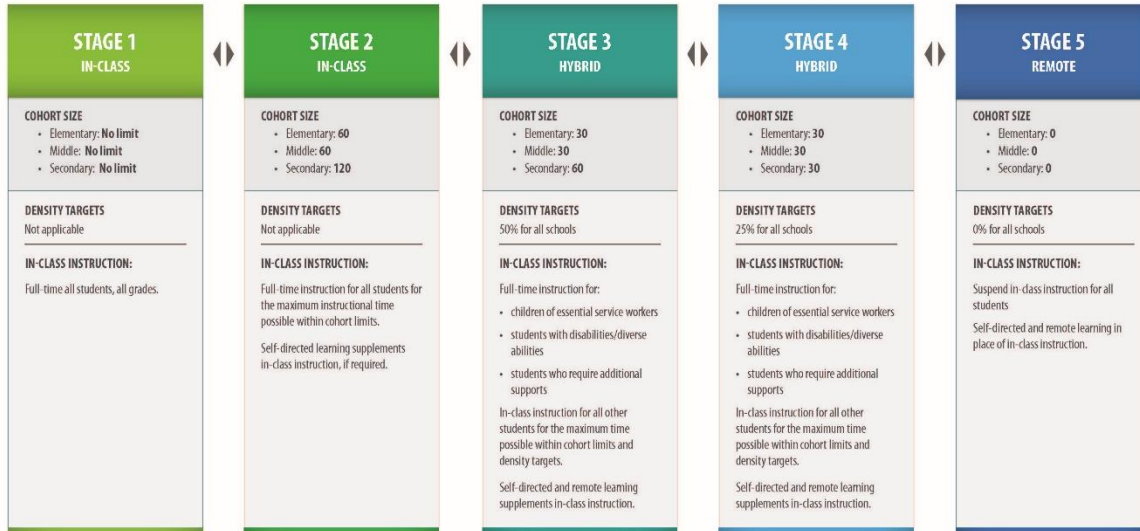 STAGE 1
IN-CLASS
COHORT SIZE
• Elementary: No limit
• Middle: No limit
• Secondary: No limit
DENSITY TARGETS
Not applicable
IN-CLASS INSTRUCTION:
Full-time all students, all grades.
STAGE 2
IN-CLASS
COHORT SIZE
• Elementary: 60
• Middle: 60
• Secondary: 120
DENSITY TARGETS
Not applicable
IN-CLASS INSTRUCTION:
Full-time instruction for all students for
the maximum instructional time
possible within cohort limits.
Self-directed learning supplements
in-class instruction, if required.
STAGE 3
HYBRID
COHORT SIZE
• Elementary: 30
• Middle: 30
• Secondary: 60
DENSITY TARGETS
50% for all schools
IN-CLASS INSTRUCTION:
Full-time instruction for:
• children of essential service workers
• students with disabilities/diverse
abilities
• students who require additional
supports
In-class instruction for all other
students for the maximum time
possible within cohort limits and
density targets.
Self-directed and remote learning
supplements in-class instruction.
STAGE 4
HYBRID
COHORT SIZE
• Elementary: 30
• Middle: 30
• Secondary: 30
DENSITY TARGETS
25% for all schools
IN-CLASS INSTRUCTION:
Full-time instruction for:
• children of essential service workers
• students with disabilities/diverse
abilities
• students who require additional
supports
In-class instruction for all other
students for the maximum time
possible within cohort limits and
density targets.
Self-directed and remote learning
supplements in-class instruction.
STAGE 5
REMOTE
COHORT SIZE
• Elementary: 0
• Middle: 0
• Secondary: 0
DENSITY TARGETS
0% for all schools
IN-CLASS INSTRUCTION:
Suspend in-class instruction for all
students
Self-directed and remote learning in
place of in-class instruction.